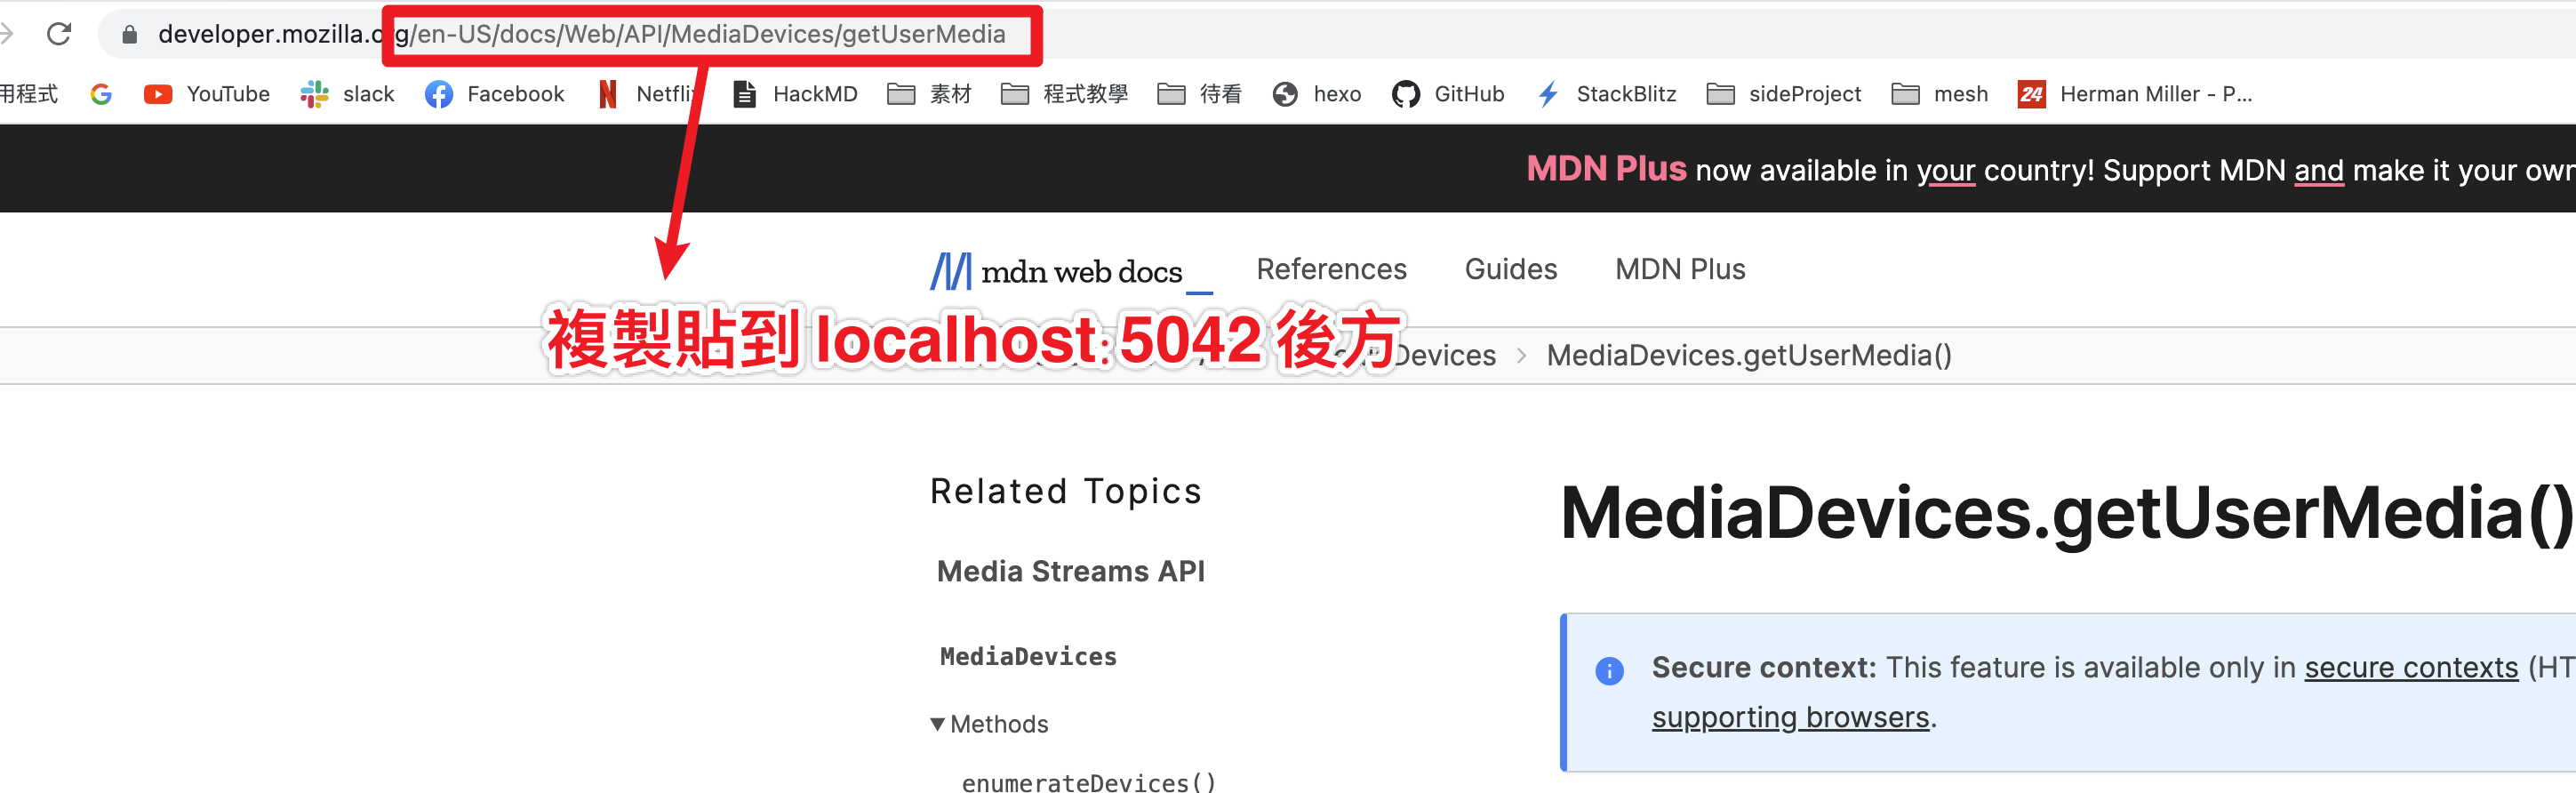 developer.mozilla.org/en-US/docs/Web/API/MediaDevices/getUserMedia
用程式 YouTube slack Facebook Netflix HackMD 素材 程式教學 待看 hexo GitHub StackBlitz sideProject mesh 24 Herman Miller - P...
MDN Plus now available in your country! Support MDN and make it your own
mdn web docs_ References Guides MDN Plus
複製貼到 localhost:5042 後方
Devices > MediaDevices.getUserMedia()
Related Topics
MediaDevices.getUserMedia()
Media Streams API
MediaDevices
Secure context: This feature is available only in secure contexts (HT
supporting browsers.
▼ Methods
enumerateDevices()